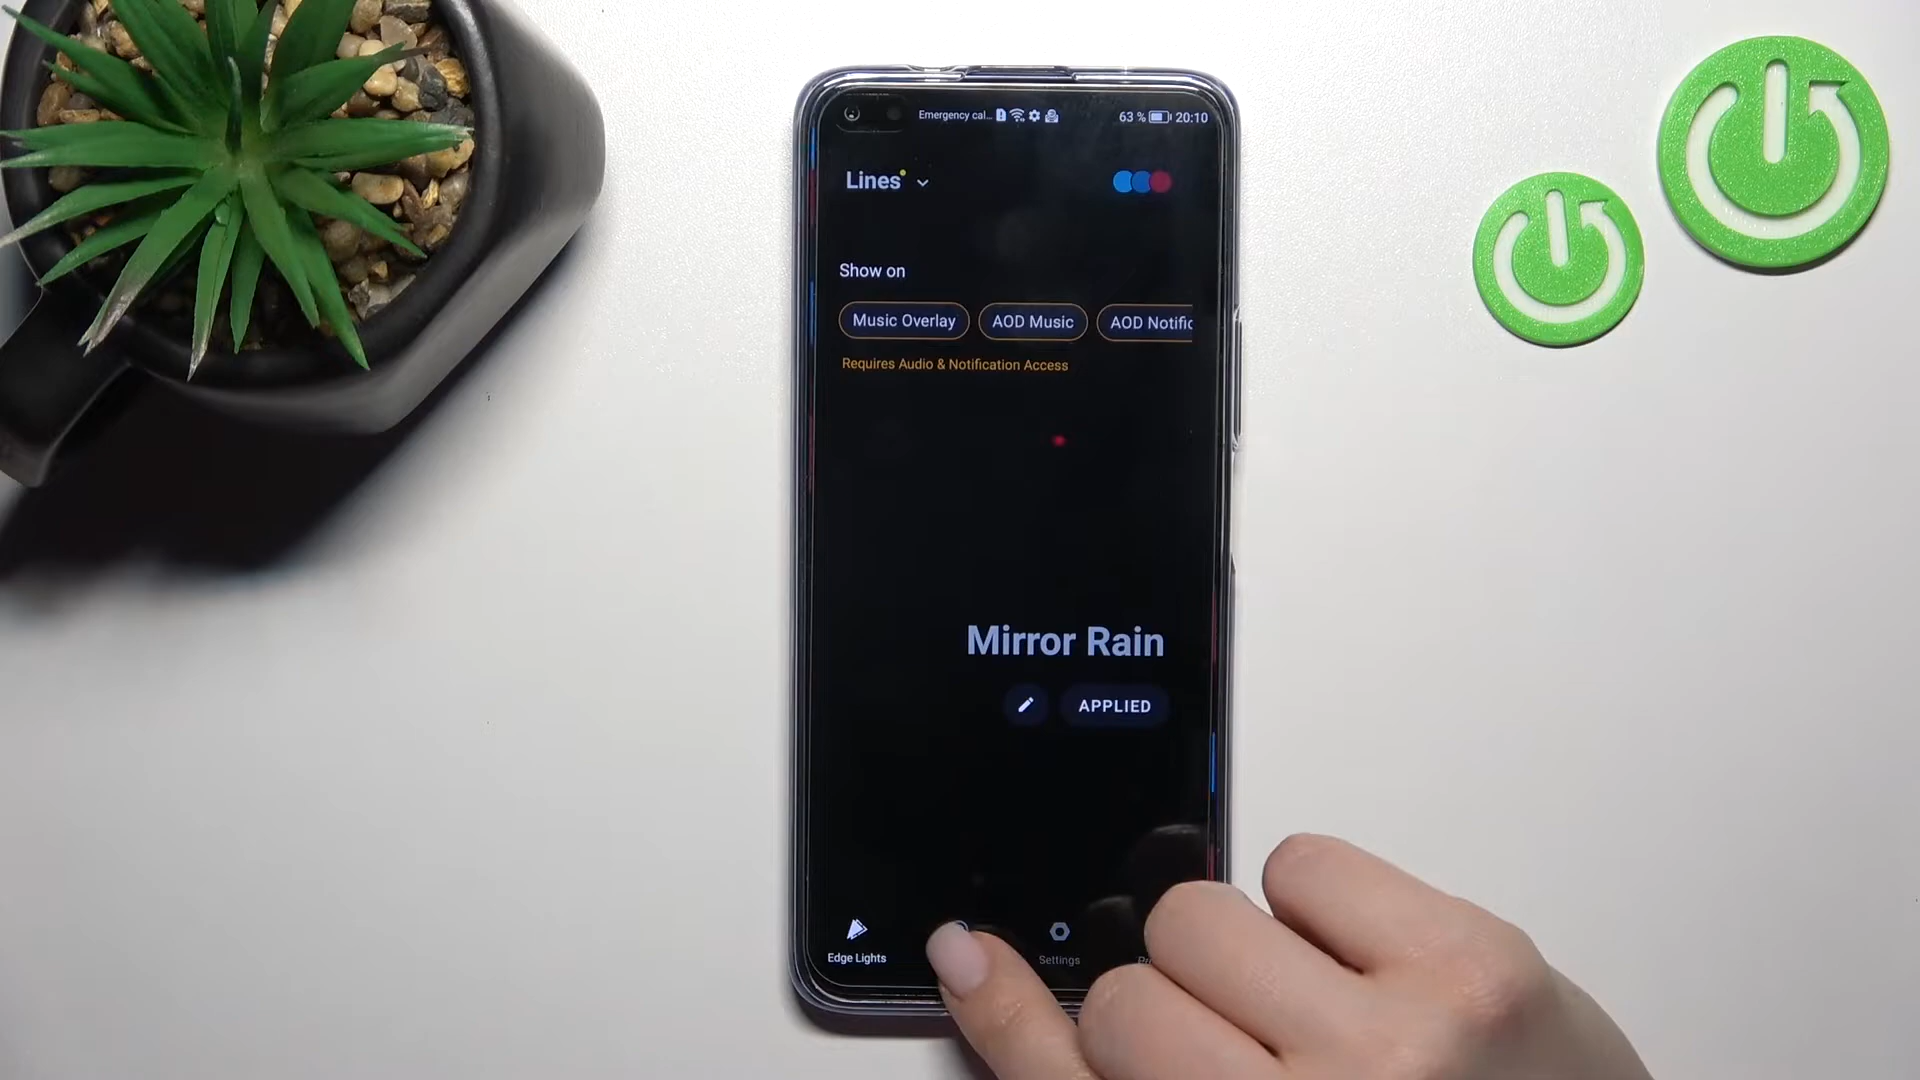 Emergency cal...
63 % 20:10
Lines
Show on
Music Overlay
AOD Music
AOD Notific
Requires Audio & Notification Access
Mirror Rain
APPLIED
Edge Lights
Settings